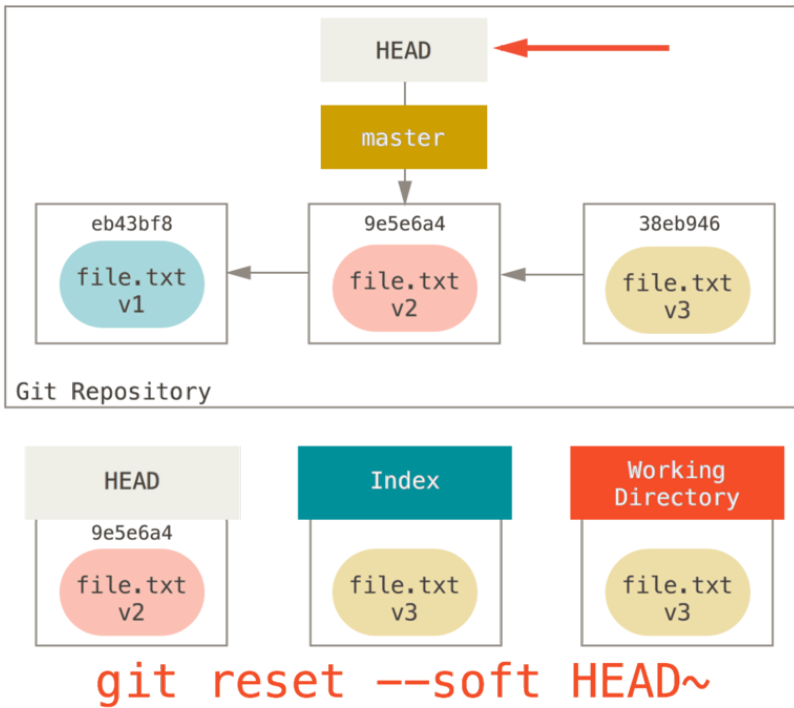 HEAD
master
eb43bf8
9e5e6a4
38eb946
file.txt
v1
file.txt
v2
file.txt
v3
Git Repository
HEAD
Index
Working
Directory
9e5e6a4
file.txt
v2
file.txt
v3
file.txt
v3
git reset --soft HEAD~